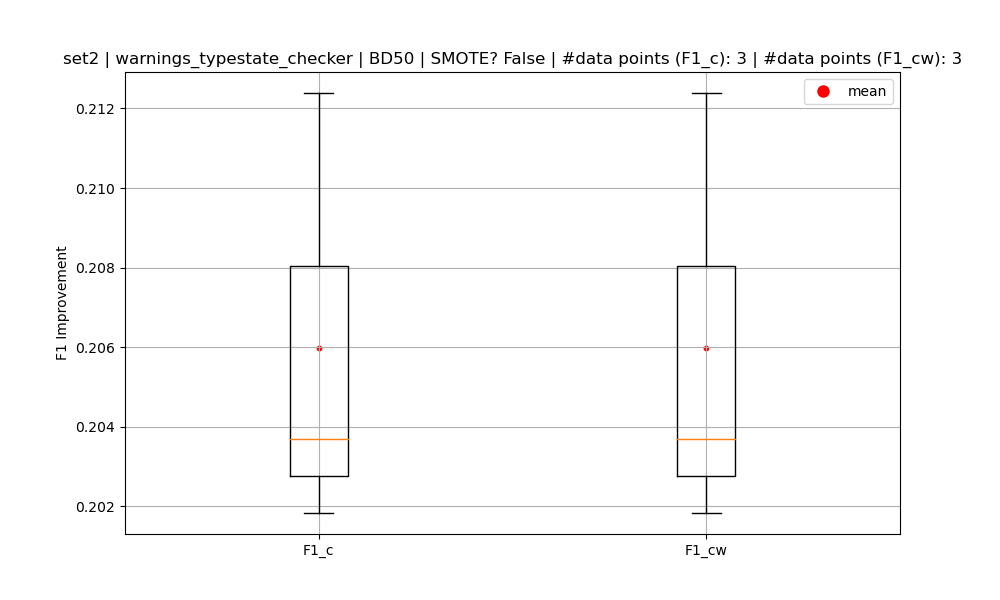 set2 | warnings_typestate_checker | BD50 | SMOTE? False | #data points (F1_c): 3 | #data points (F1_cw): 3
mean
0.212
0.210
0.208
0.206
0.204
0.202
F1 Improvement
F1_c
F1_cw